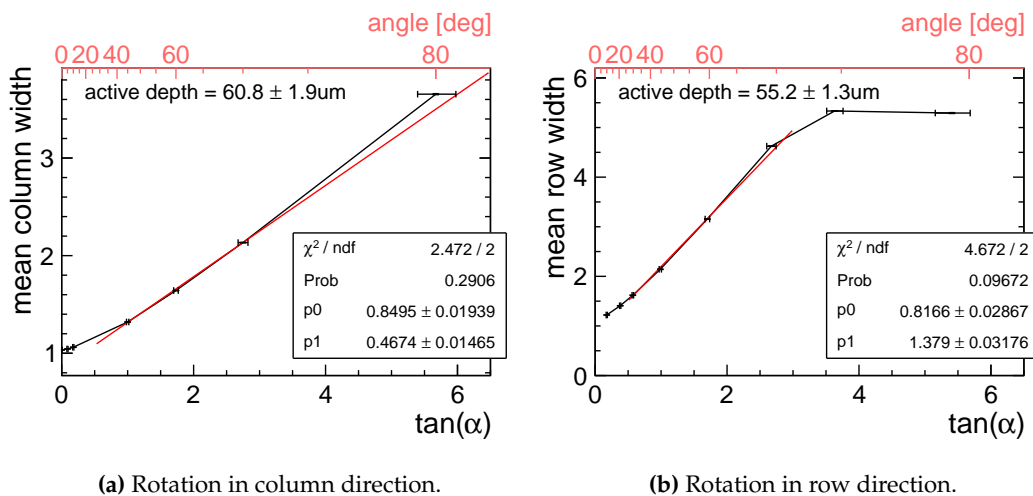 angle [deg]
0 20 40 60 80
active depth = 60.8 ± 1.9um
mean column width
3
2
1
χ² / ndf 2.472 / 2
Prob 0.2906
p0 0.8495 ± 0.01939
p1 0.4674 ± 0.01465
0 2 4 6
tan(α)
(a) Rotation in column direction.
angle [deg]
0 20 40 60 80
active depth = 55.2 ± 1.3um
mean row width
6
4
2
0
χ² / ndf 4.672 / 2
Prob 0.09672
p0 0.8166 ± 0.02867
p1 1.379 ± 0.03176
0 2 4 6
tan(α)
(b) Rotation in row direction.